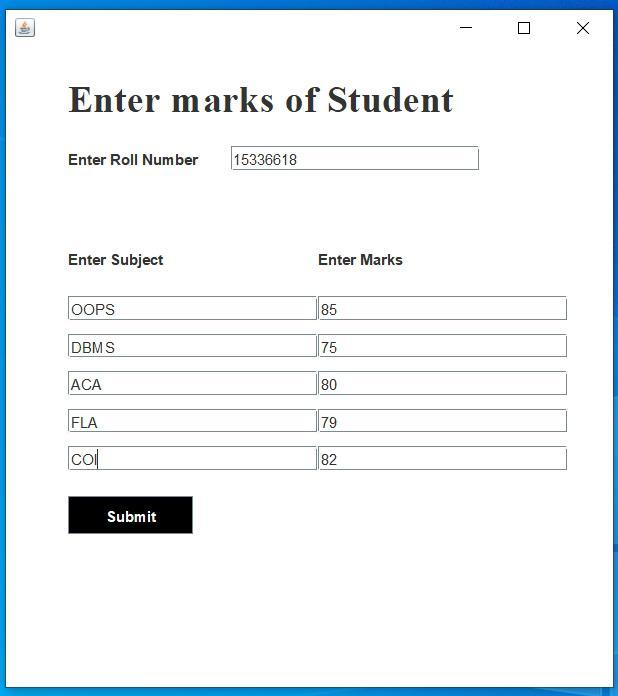 Enter marks of Student
Enter Roll Number 15336618
Enter Subject Enter Marks
OOPS 85
DBMS 75
ACA 80
FLA 79
COI 82
Submit